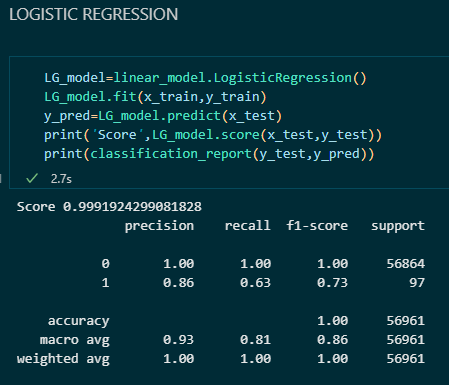 LOGISTIC REGRESSION
LG_model=linear_model.LogisticRegression()
LG_model.fit(x_train,y_train)
y_pred=LG_model.predict(x_test)
print('Score',LG_model.score(x_test,y_test))
print(classification_report(y_test,y_pred))
2.7s
Score 0.9991924299081828
precision recall f1-score support
0 1.00 1.00 1.00 56864
1 0.86 0.63 0.73 97
accuracy 1.00 56961
macro avg 0.93 0.81 0.86 56961
weighted avg 1.00 1.00 1.00 56961